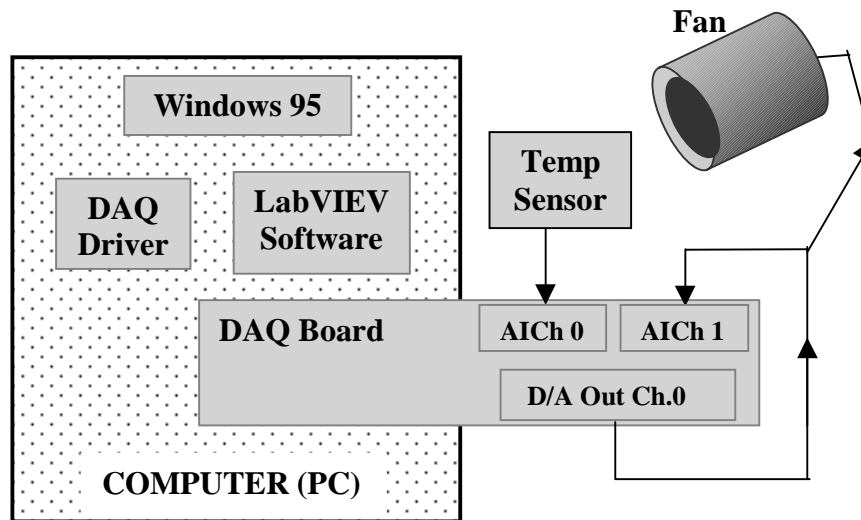 Fan
Windows 95
Temp
Sensor
DAQ
Driver
LabVIEV
Software
DAQ Board
AICh 0
AICh 1
D/A Out Ch.0
COMPUTER (PC)